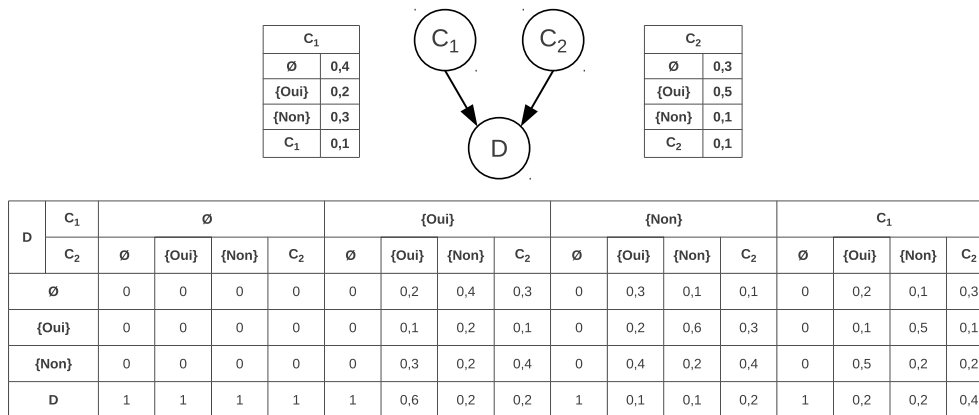 C1
Ø 0,4
{Oui} 0,2
{Non} 0,3
C1 0,1
C1 C2
D
C2
Ø 0,3
{Oui} 0,5
{Non} 0,1
C2 0,1
D C1 Ø {Oui} {Non} C1
C2 Ø {Oui} {Non} C2 Ø {Oui} {Non} C2 Ø {Oui} {Non} C2 Ø {Oui} {Non} C2
Ø 0 0 0 0 0 0,2 0,4 0,3 0 0,3 0,1 0,1 0 0,2 0,1 0,3
{Oui} 0 0 0 0 0 0,1 0,2 0,1 0 0,2 0,6 0,3 0 0,1 0,5 0,1
{Non} 0 0 0 0 0 0,3 0,2 0,4 0 0,4 0,2 0,4 0 0,5 0,2 0,2
D 1 1 1 1 1 0,6 0,2 0,2 1 0,1 0,1 0,2 1 0,2 0,2 0,4